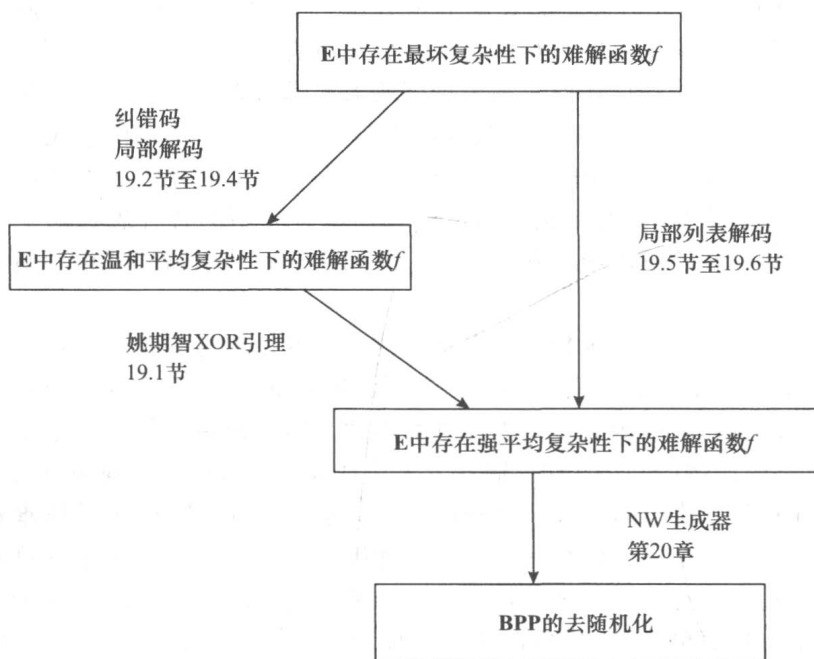 E中存在最坏复杂性下的难解函数f
纠错码
局部解码
19.2节至19.4节
E中存在温和平均复杂性下的难解函数f
局部列表解码
19.5节至19.6节
姚期智XOR引理
19.1节
E中存在强平均复杂性下的难解函数f
NW生成器
第20章
BPP的去随机化